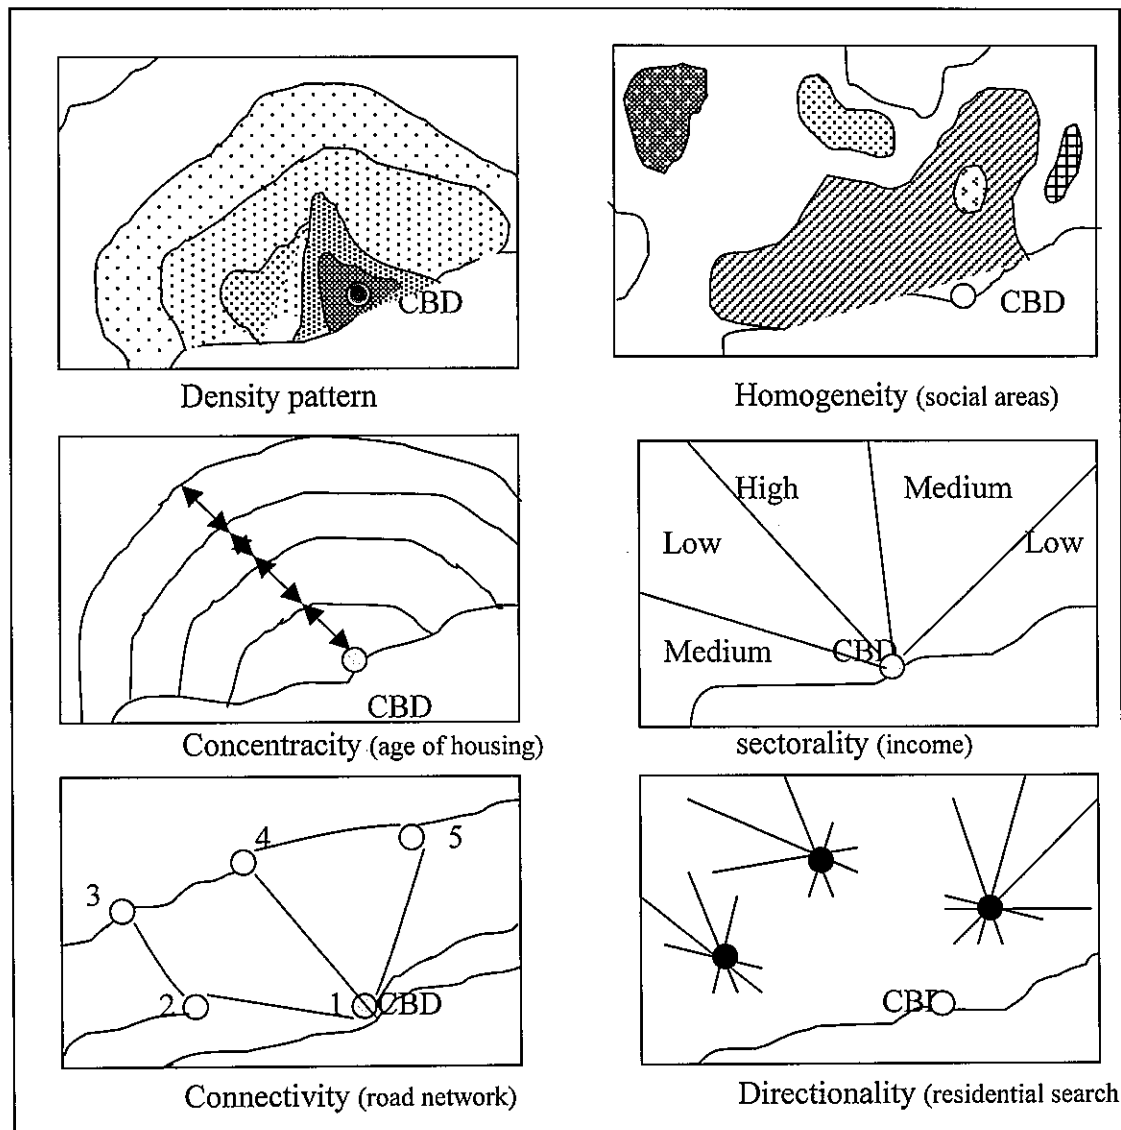 CBD
Density pattern
CBD
Homogeneity (social areas)
CBD
Concentracity (age of housing)
High
Medium
Low
Low
Medium
CBD
sectorality (income)
4
5
3
2
1
CBD
Connectivity (road network)
CBD
Directionality (residential search